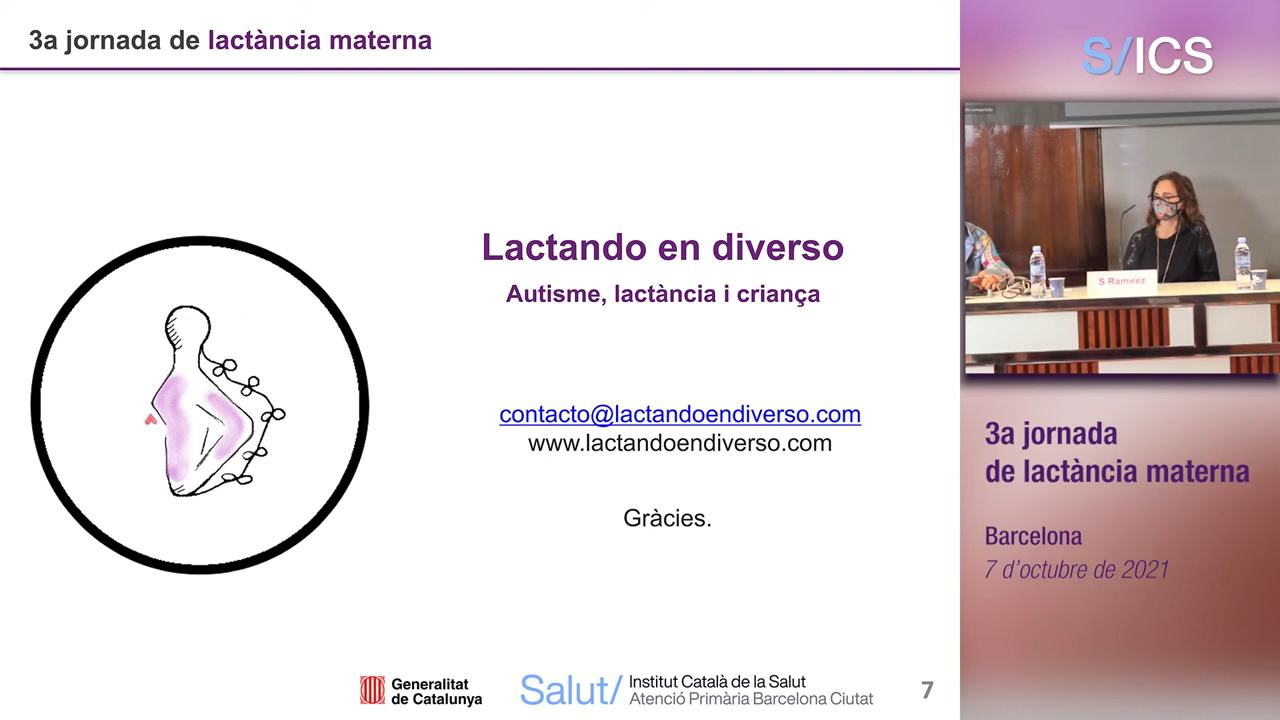 3a jornada de lactància materna
Lactando en diverso
Autisme, lactància i criança
contacto@lactandoendiverso.com
www.lactandoendiverso.com
Gràcies.
Generalitat
de Catalunya
Salut/
Institut Català de la Salut
Atenció Primària Barcelona Ciutat
7
S/ICS
S.Ramirez
3a jornada
de lactància materna
Barcelona
7 d'octubre de 2021